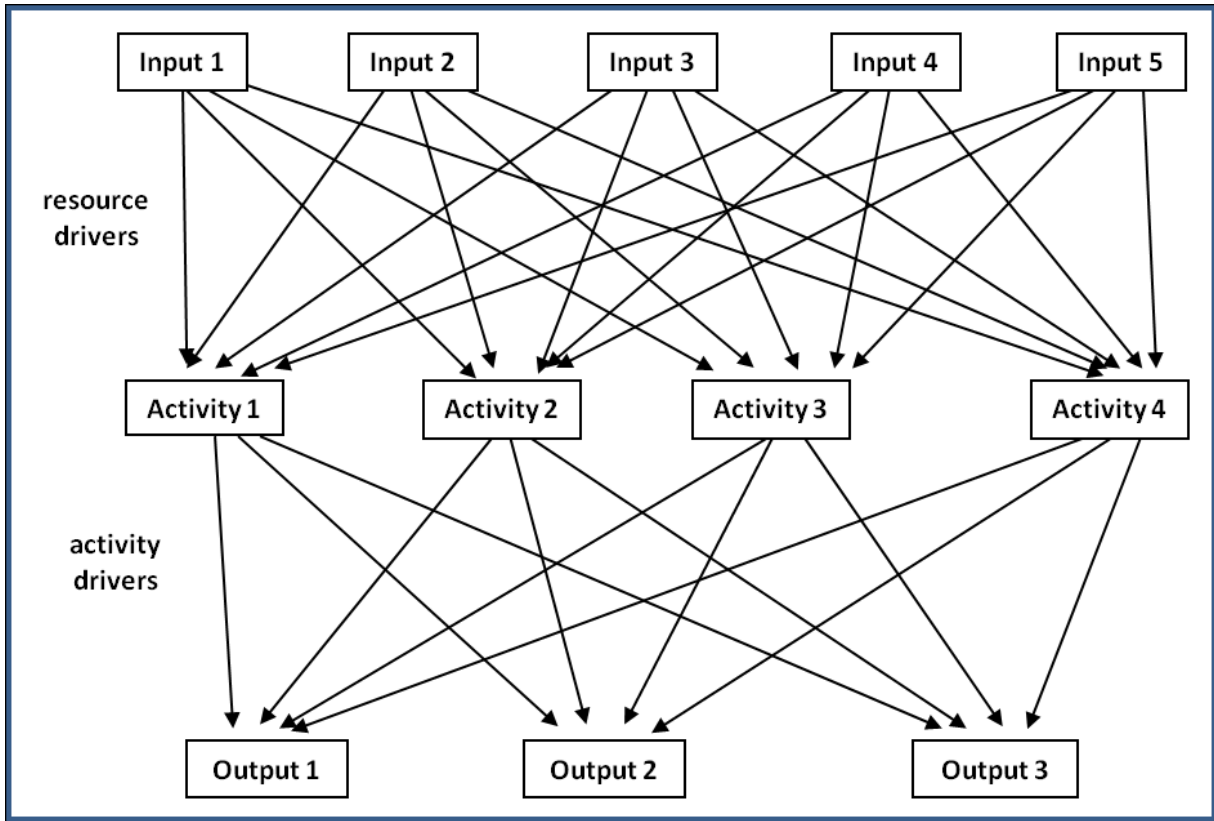 Input 1
Input 2
Input 3
Input 4
Input 5
resource
drivers
Activity 1
Activity 2
Activity 3
Activity 4
activity
drivers
Output 1
Output 2
Output 3